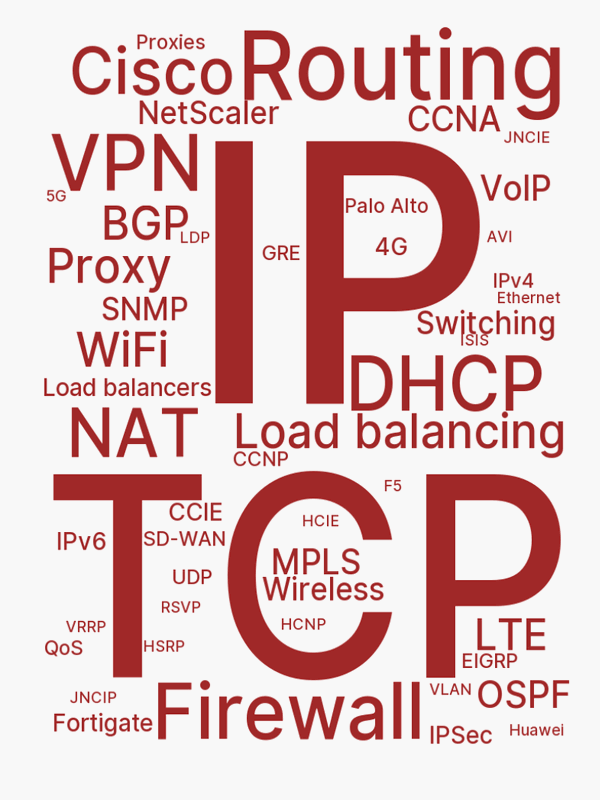 Proxies
Cisco
Routing
NetScaler
CCNA
JNCIE
VPN
IP
VoIP
5G
Palo Alto
BGP
LDP
4G
AVI
GRE
Proxy
IPv4
Ethernet
SNMP
Switching
ISIS
WiFi
DHCP
Load balancers
NAT
Load balancing
CCNP
TCP
F5
CCIE
HCIE
IPv6
SD-WAN
MPLS
UDP
Wireless
RSVP
HCNP
VRRP
LTE
QoS
HSRP
EIGRP
JNCIP
Firewall
VLAN
OSPF
Fortigate
IPSec
Huawei